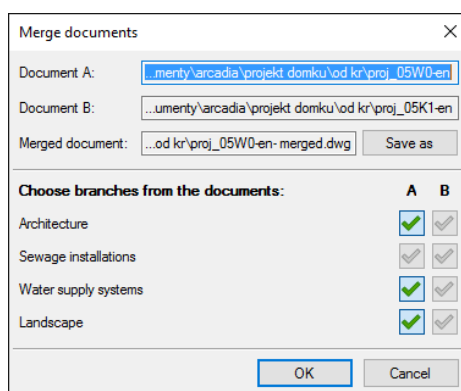 Merge documents
Document A: ...menty\arcadia\projekt domku\od kr\proj_05W0-en
Document B: ...umenty\arcadia\projekt domku\od kr\proj_05K1-en
Merged document: ...od kr\proj_05W0-en- merged.dwg Save as
Choose branches from the documents: A B
Architecture
Sewage installations
Water supply systems
Landscape
OK Cancel